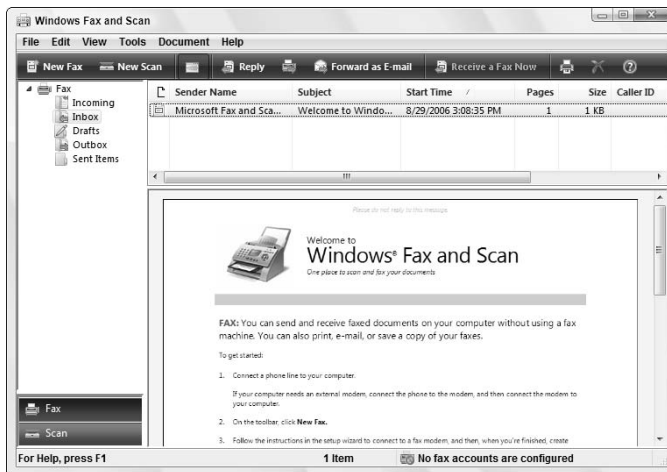 Windows Fax and Scan
File Edit View Tools Document Help
New Fax New Scan Reply Forward as E-mail Receive a Fax Now
Fax
Incoming
Inbox
Drafts
Outbox
Sent Items
Sender Name Subject Start Time Pages Size Caller ID
Microsoft Fax and Sca... Welcome to Windo... 8/29/2006 3:08:35 PM 1 1 KB
Please do not reply to this message.
Welcome to
Windows® Fax and Scan
One place to scan and fax your documents
FAX: You can send and receive faxed documents on your computer without using a fax
machine. You can also print, e-mail, or save a copy of your faxes.
To get started:
1. Connect a phone line to your computer.
If your computer needs an external modem, connect the phone to the modem, and then connect the modem to
your computer.
2. On the toolbar, click New Fax.
3. Follow the instructions in the setup wizard to connect to a fax modem, and then, when you're finished, create
Fax
Scan
For Help, press F1 1 Item No fax accounts are configured